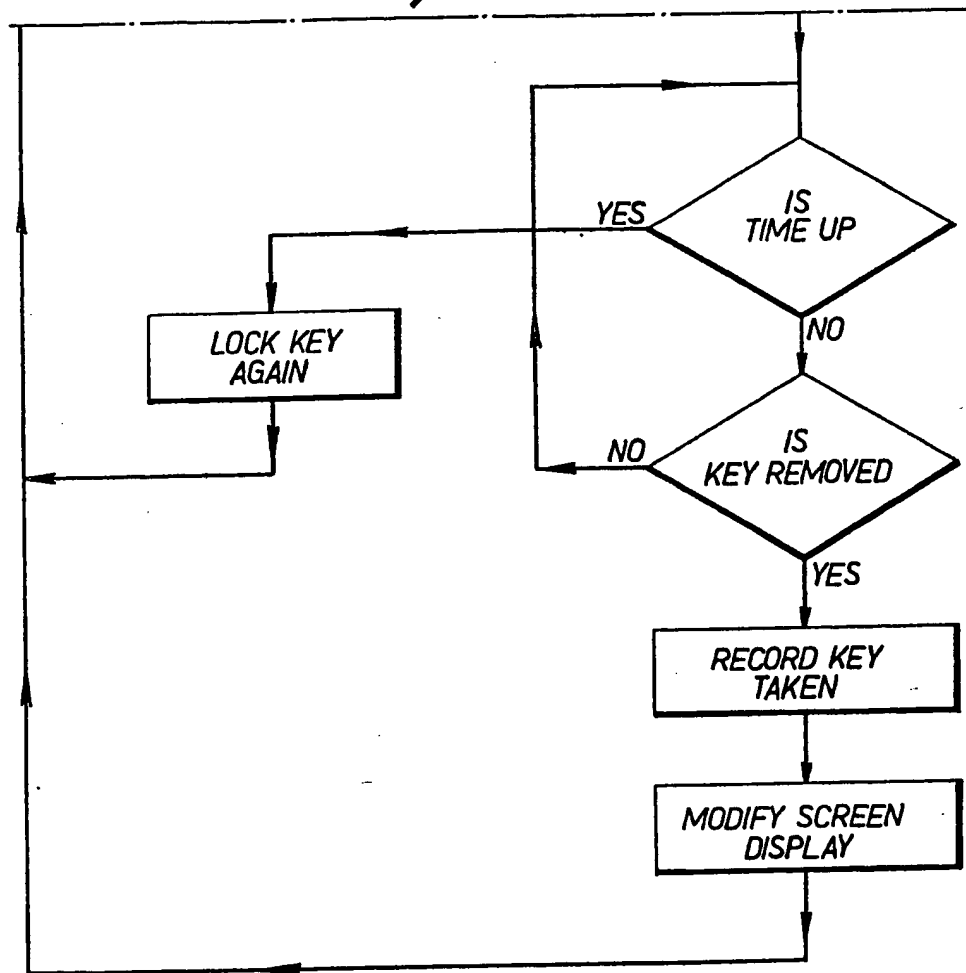 IS
TIME UP
YES
NO
LOCK KEY
AGAIN
IS
KEY REMOVED
NO
YES
RECORD KEY
TAKEN
MODIFY SCREEN
DISPLAY